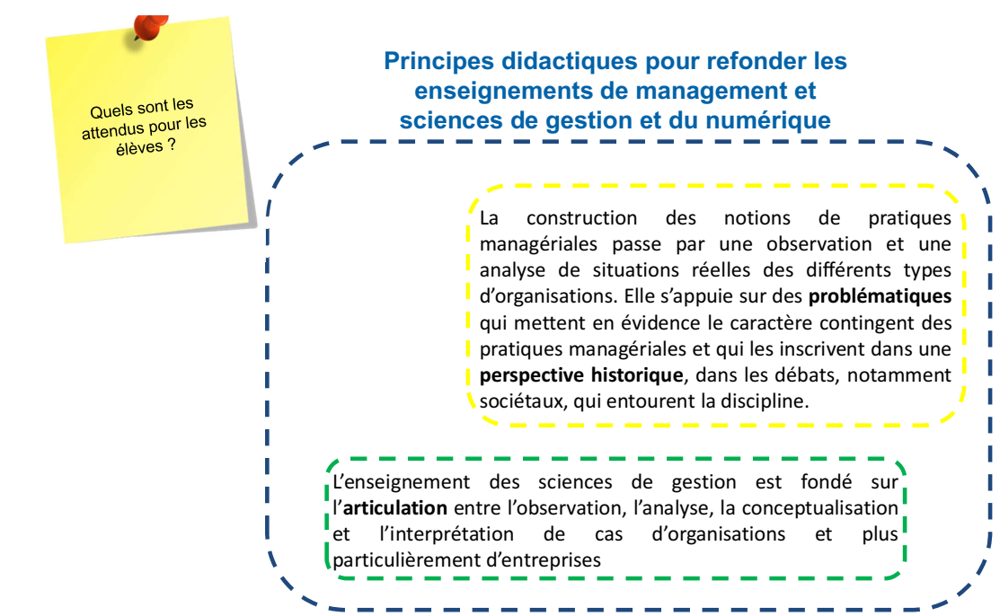 Quels sont les
attendus pour les
élèves ?
Principes didactiques pour refonder les
enseignements de management et
sciences de gestion et du numérique
La construction des notions de pratiques
managériales passe par une observation et une
analyse de situations réelles des différents types
d’organisations. Elle s’appuie sur des problématiques
qui mettent en évidence le caractère contingent des
pratiques managériales et qui les inscrivent dans une
perspective historique, dans les débats, notamment
sociétaux, qui entourent la discipline.
L’enseignement des sciences de gestion est fondé sur
l’articulation entre l’observation, l’analyse, la conceptualisation
et l’interprétation de cas d’organisations et plus
particulièrement d’entreprises